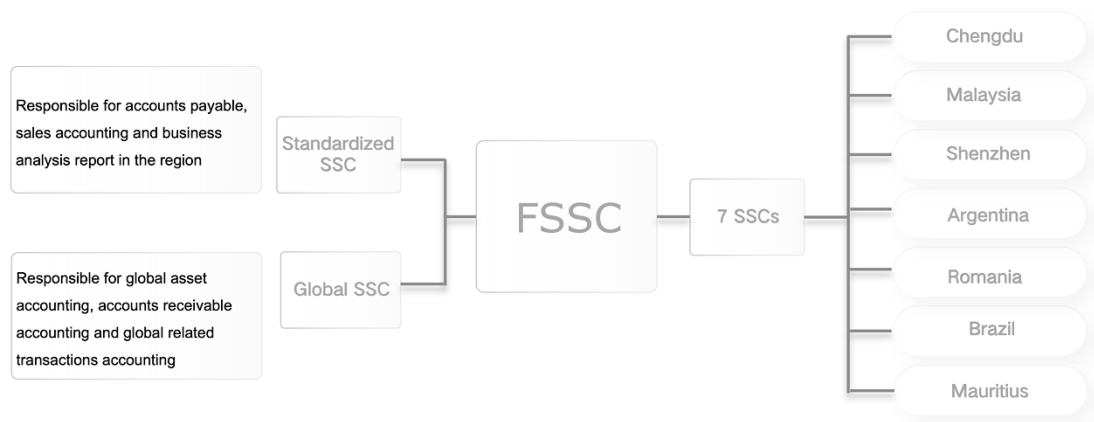 Responsible for accounts payable,
sales accounting and business
analysis report in the region
Standardized
SSC
Responsible for global asset
accounting, accounts receivable
accounting and global related
transactions accounting
Global SSC
FSSC
7 SSCs
Chengdu
Malaysia
Shenzhen
Argentina
Romania
Brazil
Mauritius